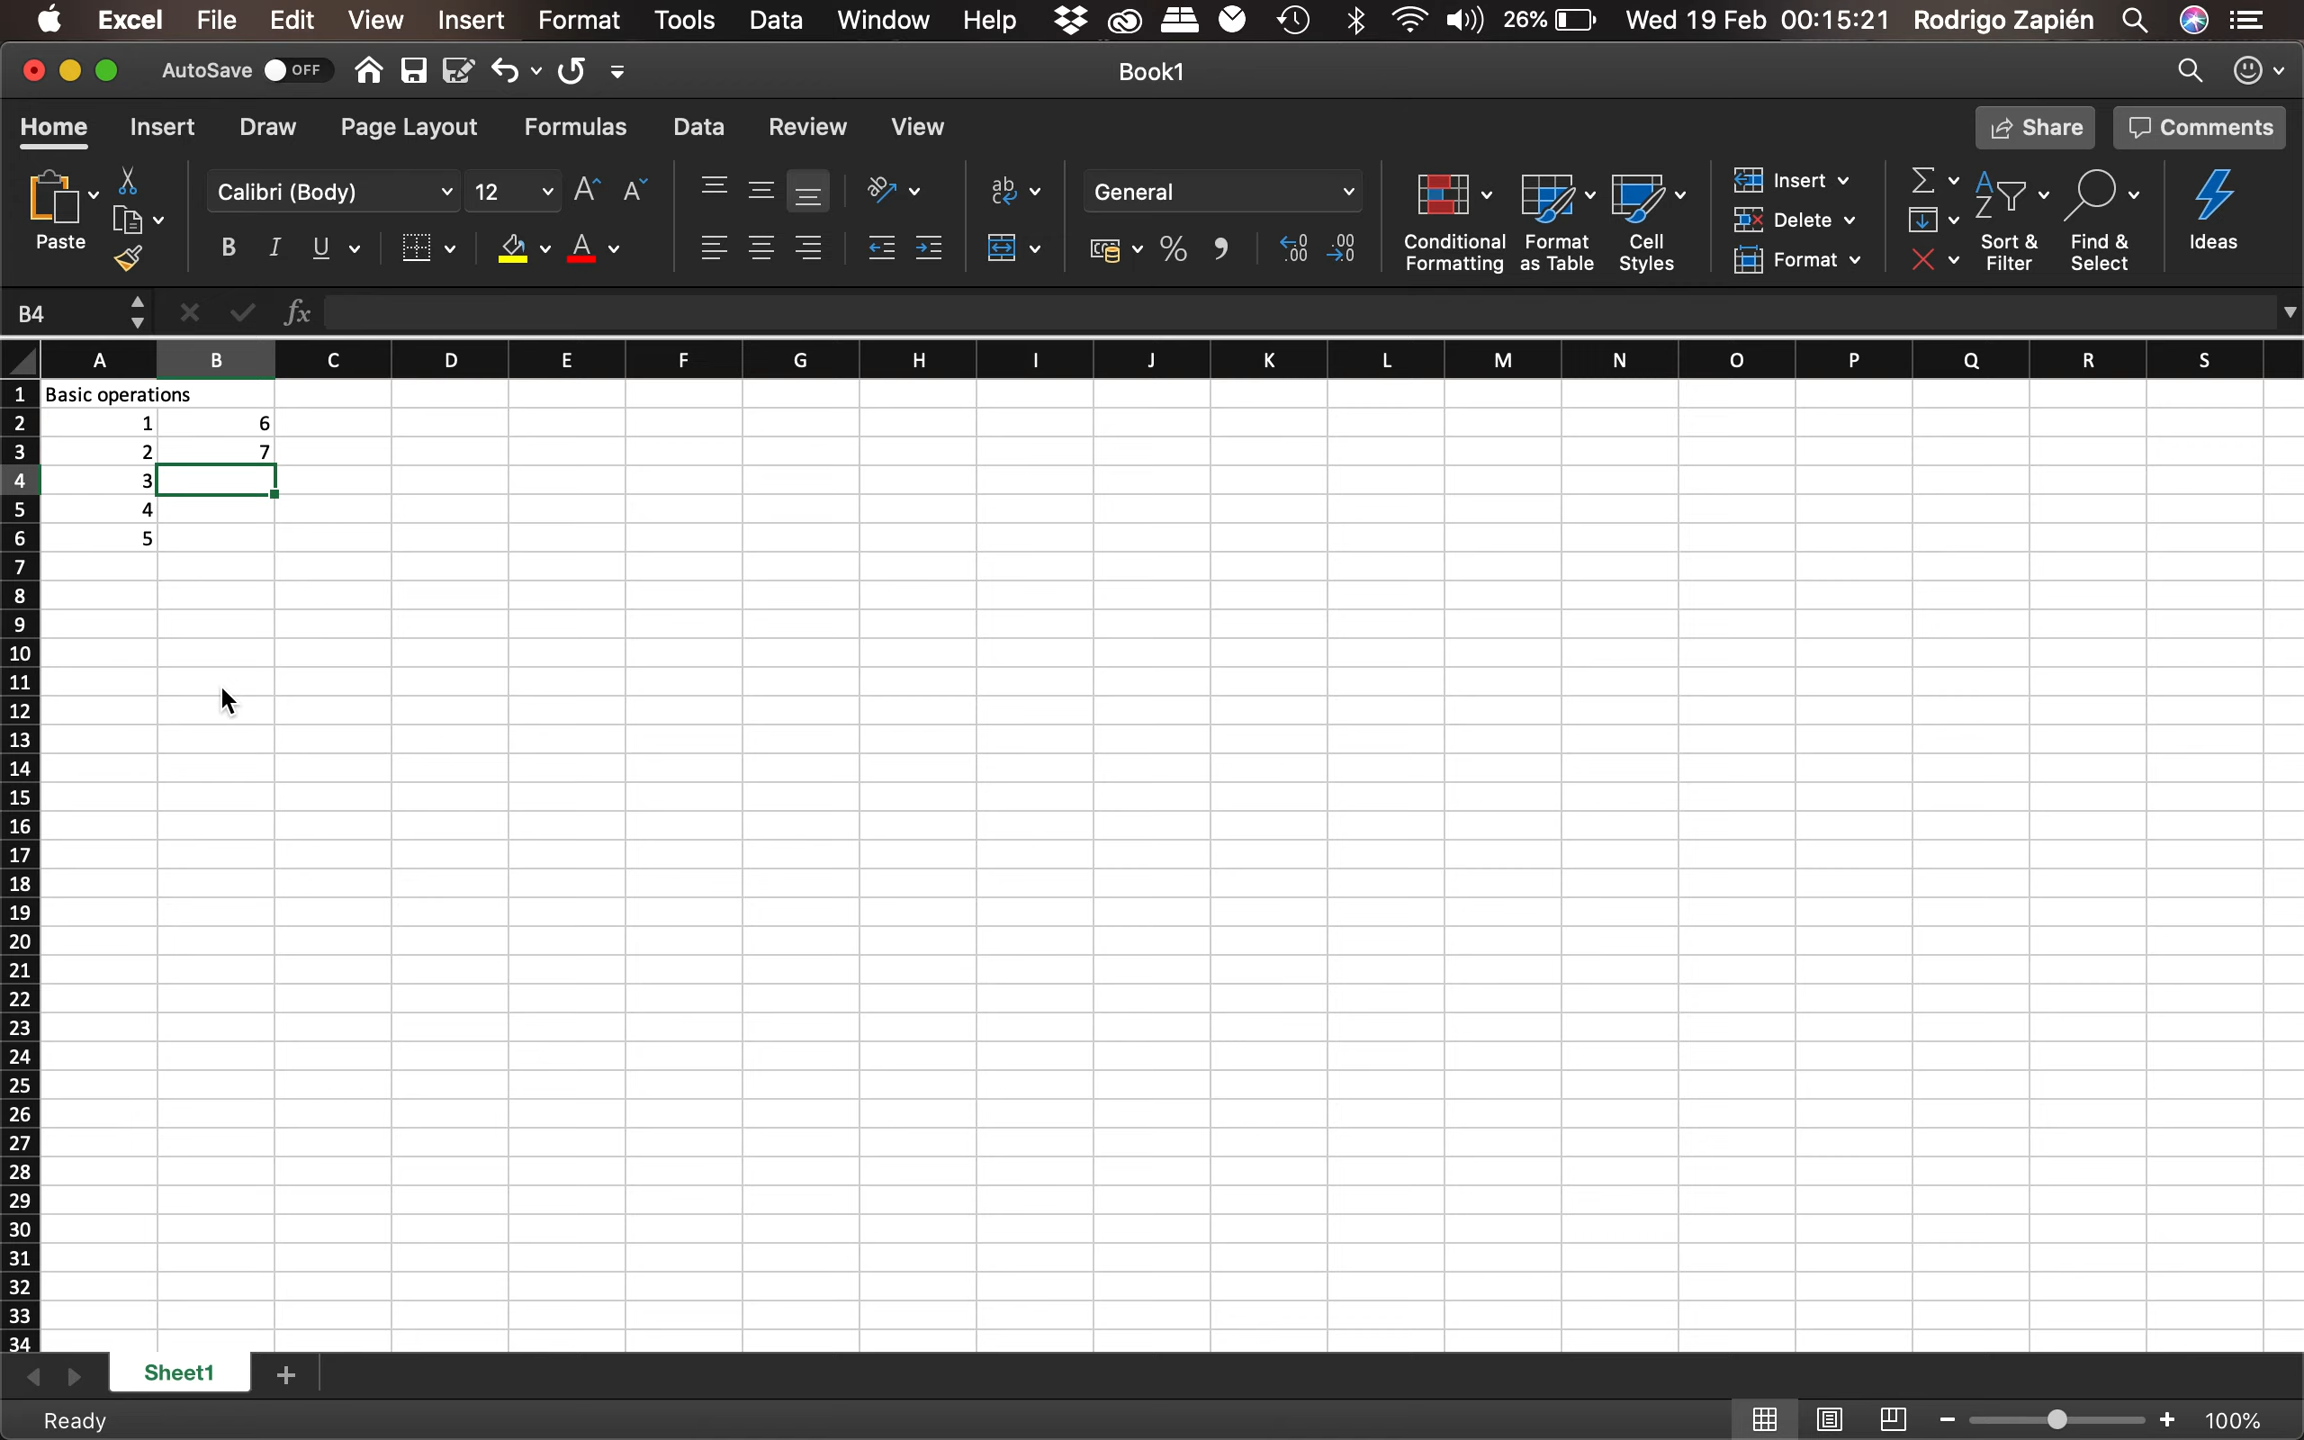 Excel File Edit View Insert Format Tools Data Window Help 26% Wed 19 Feb 00:15:21 Rodrigo Zapién
AutoSave OFF Book1
Home Insert Draw Page Layout Formulas Data Review View Share Comments
Paste
Calibri (Body) 12 A A
B I U A
ab
General
% .00 .00
Conditional Formatting
Format as Table
Cell Styles
Insert
Delete
Format
Sort & Filter
Find & Select
Ideas
B4 fx
A B C D E F G H I J K L M N O P Q R S
1 Basic operations
2 1 6
3 2 7
4 3
5 4
6 5
7
8
9
10
11
12
13
14
15
16
17
18
19
20
21
22
23
24
25
26
27
28
29
30
31
32
33
34
Sheet1 +
Ready 100%